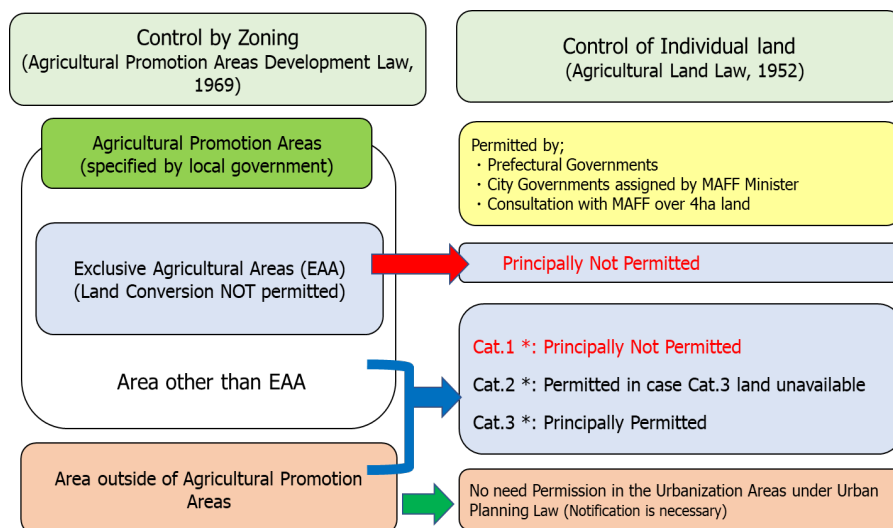 Control by Zoning
(Agricultural Promotion Areas Development Law,
1969)
Control of Individual land
(Agricultural Land Law, 1952)
Agricultural Promotion Areas
(specified by local government)
Permitted by;
・Prefectural Governments
・City Governments assigned by MAFF Minister
・Consultation with MAFF over 4ha land
Exclusive Agricultural Areas (EAA)
(Land Conversion NOT permitted)
Principally Not Permitted
Area other than EAA
Cat.1 *: Principally Not Permitted
Cat.2 *: Permitted in case Cat.3 land unavailable
Cat.3 *: Principally Permitted
Area outside of Agricultural Promotion
Areas
No need Permission in the Urbanization Areas under Urban
Planning Law (Notification is necessary)